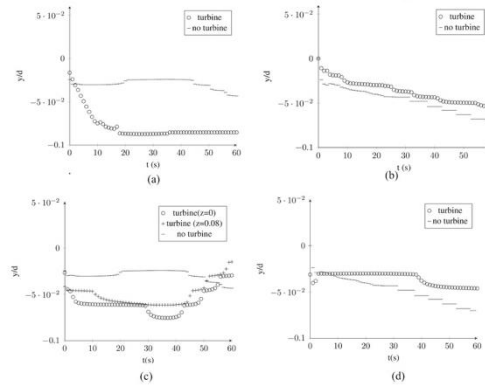 5 · 10⁻²
○ turbine
— no turbine
0
y/d
−5 · 10⁻²
−0.1
0 10 20 30 40 50 60
t (s)
(a)
5 · 10⁻²
○ turbine
— no turbine
0
y/d
−5 · 10⁻²
−0.1
0 10 20 30 40 50
t (s)
(b)
5 · 10⁻²
○ turbine(z=0)
+ turbine (z=0.08)
— no turbine
0
y/d
−5 · 10⁻²
−0.1
0 10 20 30 40 50 60
t(s)
(c)
5 · 10⁻²
○ turbine
— no turbine
0
y/d
−5 · 10⁻²
−0.1
0 10 20 30 40 50 60
t(s)
(d)